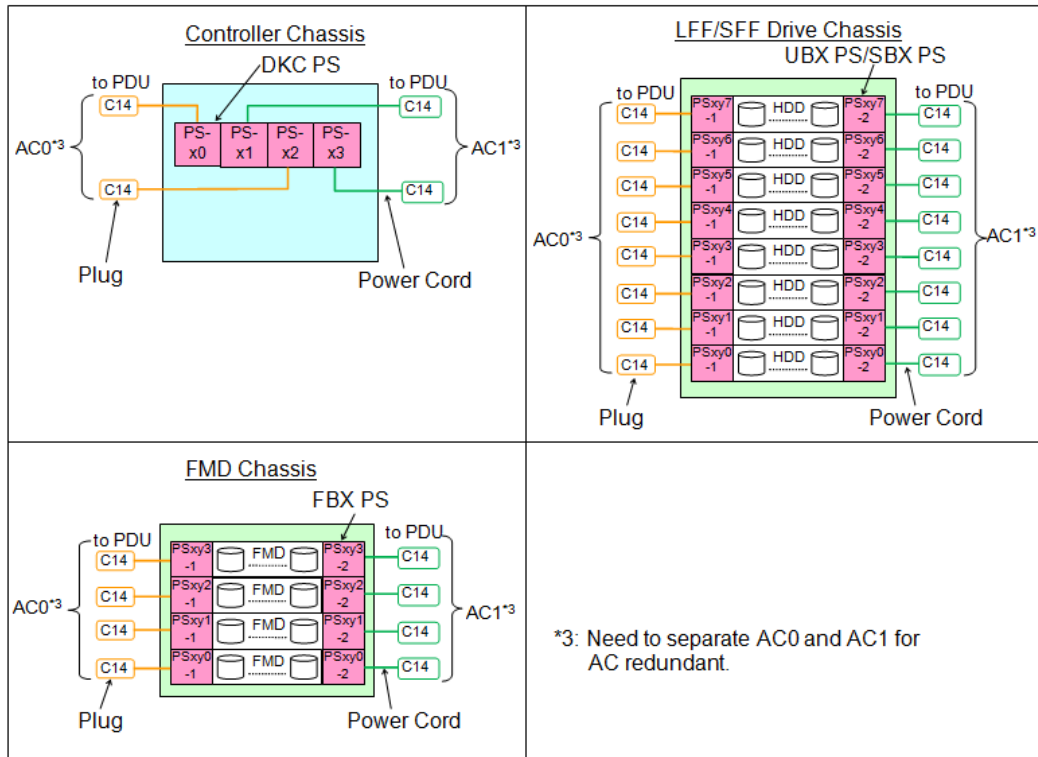 Controller Chassis
DKC PS
to PDU
to PDU
C14
C14
PS-
x0
PS-
x1
PS-
x2
PS-
x3
AC0*3
AC1*3
C14
C14
Plug
Power Cord
LFF/SFF Drive Chassis
UBX PS/SBX PS
to PDU
to PDU
C14
PSxy7
-1
HDD
PSxy7
-2
C14
C14
PSxy6
-1
HDD
PSxy6
-2
C14
C14
PSxy5
-1
HDD
PSxy5
-2
C14
C14
PSxy4
-1
HDD
PSxy4
-2
C14
AC0*3
AC1*3
C14
PSxy3
-1
HDD
PSxy3
-2
C14
C14
PSxy2
-1
HDD
PSxy2
-2
C14
C14
PSxy1
-1
HDD
PSxy1
-2
C14
C14
PSxy0
-1
HDD
PSxy0
-2
C14
Plug
Power Cord
FMD Chassis
FBX PS
to PDU
to PDU
C14
PSxy3
-1
FMD
PSxy3
-2
C14
C14
PSxy2
-1
FMD
PSxy2
-2
C14
AC0*3
AC1*3
C14
PSxy1
-1
FMD
PSxy1
-2
C14
C14
PSxy0
-1
FMD
PSxy0
-2
C14
Plug
Power Cord
*3: Need to separate AC0 and AC1 for
AC redundant.